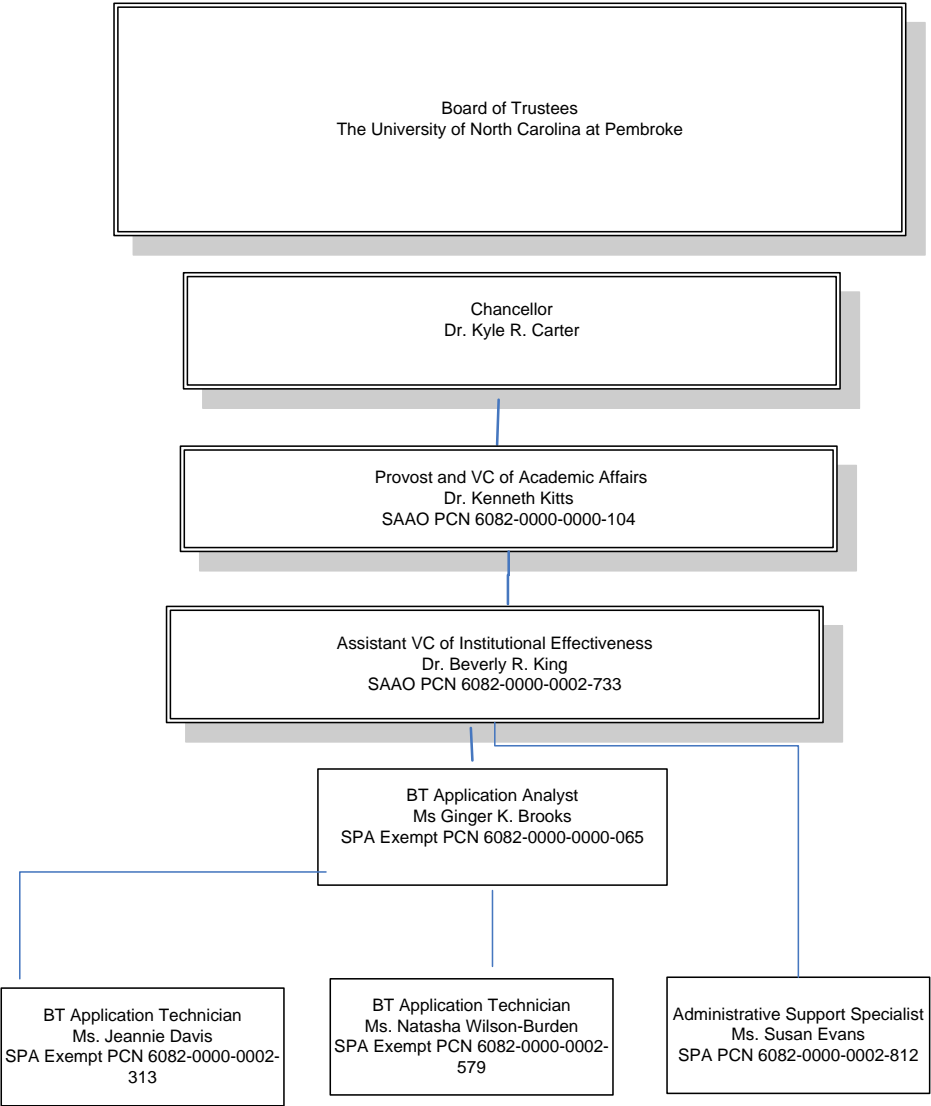 Board of Trustees
The University of North Carolina at Pembroke
Chancellor
Dr. Kyle R. Carter
Provost and VC of Academic Affairs
Dr. Kenneth Kitts
SAAO PCN 6082-0000-0000-104
Assistant VC of Institutional Effectiveness
Dr. Beverly R. King
SAAO PCN 6082-0000-0002-733
BT Application Analyst
Ms Ginger K. Brooks
SPA Exempt PCN 6082-0000-0000-065
BT Application Technician
Ms. Jeannie Davis
SPA Exempt PCN 6082-0000-0002-
313
BT Application Technician
Ms. Natasha Wilson-Burden
SPA Exempt PCN 6082-0000-0002-
579
Administrative Support Specialist
Ms. Susan Evans
SPA PCN 6082-0000-0002-812